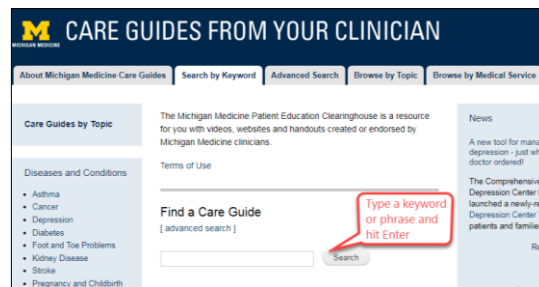 M
MICHIGAN MEDICINE
CARE GUIDES FROM YOUR CLINICIAN
About Michigan Medicine Care Guides
Search by Keyword
Advanced Search
Browse by Topic
Browse by Medical Service
Care Guides by Topic
Diseases and Conditions
Asthma
Cancer
Depression
Diabetes
Foot and Toe Problems
Kidney Disease
Stroke
Pregnancy and Childbirth
The Michigan Medicine Patient Education Clearinghouse is a resource
for you with videos, websites and handouts created or endorsed by
Michigan Medicine clinicians.
Terms of Use
Find a Care Guide
[ advanced search ]
Search
Type a keyword
or phrase and
hit Enter
News
A new tool for mana
depression - just wh
doctor ordered!
The Comprehensive
Depression Center
launched a newly-re
Depression Center
patients and familie
Re